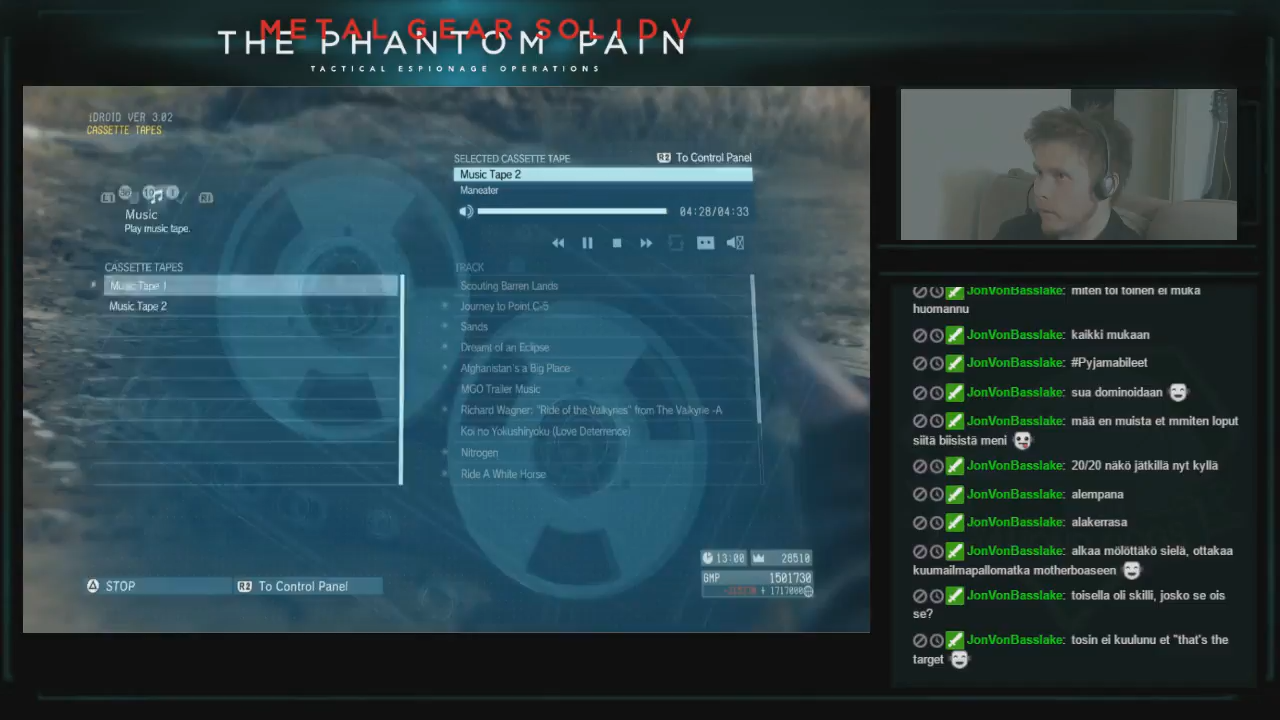 METAL GEAR SOLID V
THE PHANTOM PAIN
TACTICAL ESPIONAGE OPERATIONS
iDROID VER 3.02
CASSETTE TAPES
L1
R1
Music
Play music tape.
SELECTED CASSETTE TAPE
R2 To Control Panel
Music Tape 2
Maneater
04:28/04:33
CASSETTE TAPES
Music Tape 1
Music Tape 2
TRACK
Scouting Barren Lands
Journey to Point C-5
Sands
Dreamt of an Eclipse
Afghanistan's a Big Place
MGO Trailer Music
Richard Wagner: "Ride of the Valkyries" from The Valkyrie -A
Koi no Yokushiryoku (Love Deterrence)
Nitrogen
Ride A White Horse
STOP
R2 To Control Panel
13:00
28510
GMP 1501730
+ 1717000
JonVonBasslake: miten toi toinen ei muka
huomannu
JonVonBasslake: kaikki mukaan
JonVonBasslake: #Pyjamabileet
JonVonBasslake: sua dominoidaan
JonVonBasslake: mää en muista et mmiten loput
siitä biisistä meni
JonVonBasslake: 20/20 näkö jätkillä nyt kyllä
JonVonBasslake: alempana
JonVonBasslake: alakerrasa
JonVonBasslake: alkaa mölöttäkö sielä, ottakaa
kuumailmapallomatka motherboaseen
JonVonBasslake: toisella oli skilli, josko se ois
se?
JonVonBasslake: tosin ei kuulunu et "that's the
target